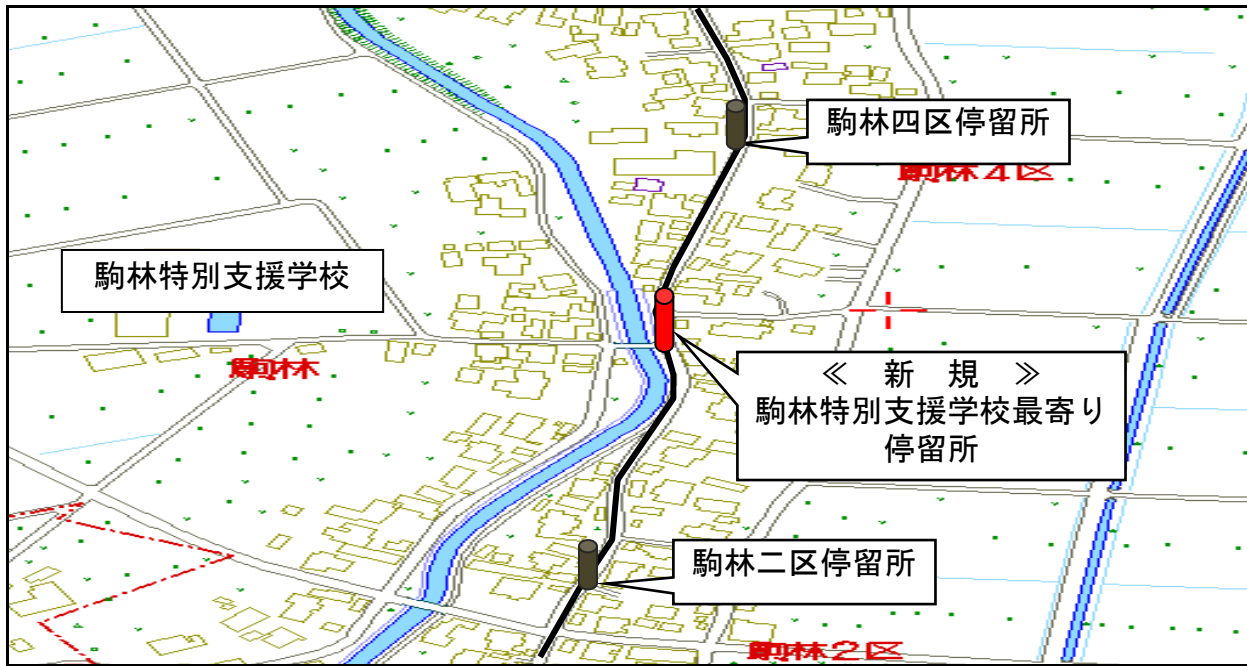 駒林四区停留所
駒林4区
駒林特別支援学校
駒林
≪ 新 規 ≫
駒林特別支援学校最寄り
停留所
駒林二区停留所
駒林2区